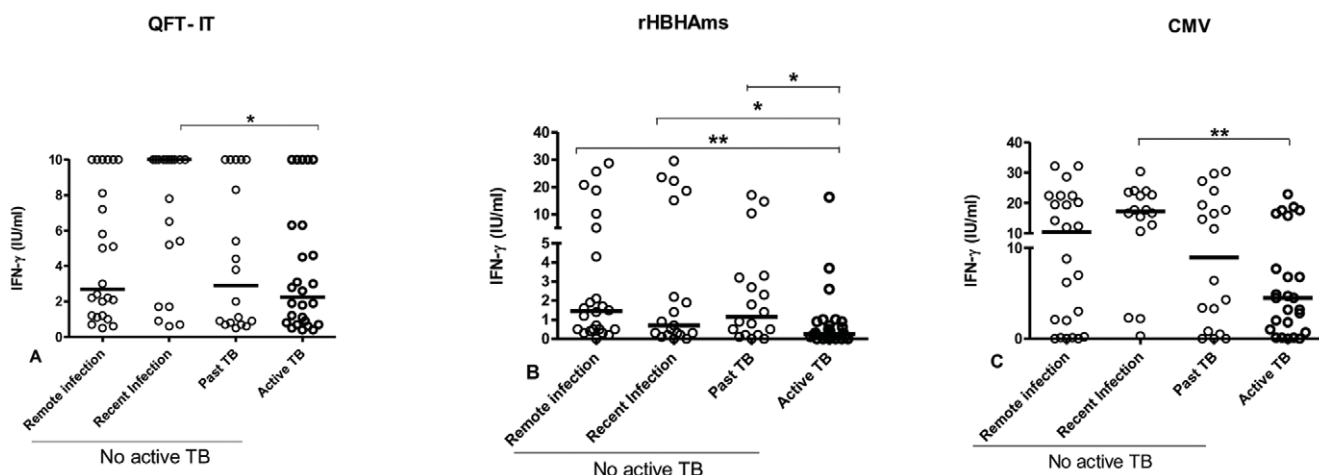 QFT - IT
*
IFN-γ (IU/ml)
10
8
6
4
2
0
A
Remote infection
Recent Infection
Past TB
Active TB
No active TB
rHBHAms
*
*
**
IFN-γ (IU/ml)
40
30
20
10
5
4
3
2
1
0
B
Remote infection
Recent Infection
Past TB
Active TB
No active TB
CMV
**
IFN-γ (IU/ml)
40
30
20
10
10
0
C
Remote infection
Recent Infection
Past TB
Active TB
No active TB